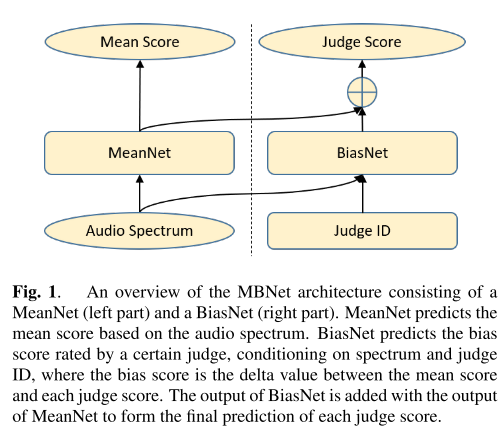 Mean Score
Judge Score
MeanNet
BiasNet
Audio Spectrum
Judge ID
Fig. 1. An overview of the MBNet architecture consisting of a
MeanNet (left part) and a BiasNet (right part). MeanNet predicts the
mean score based on the audio spectrum. BiasNet predicts the bias
score rated by a certain judge, conditioning on spectrum and judge
ID, where the bias score is the delta value between the mean score
and each judge score. The output of BiasNet is added with the output
of MeanNet to form the final prediction of each judge score.